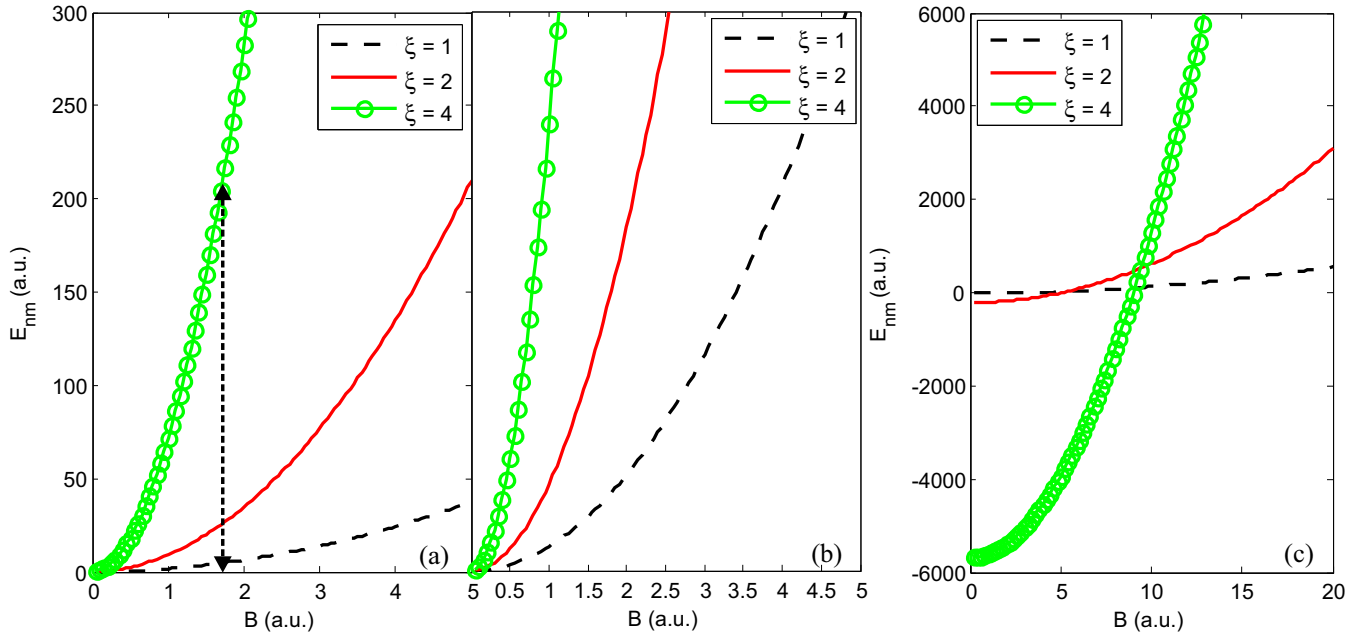 300
250
200
150
100
50
0
E_nm (a.u.)
ξ = 1
ξ = 2
ξ = 4
(a)
0 1 2 3 4 5
B (a.u.)
ξ = 1
ξ = 2
ξ = 4
(b)
0.5 1 1.5 2 2.5 3 3.5 4 4.5 5
B (a.u.)
6000
4000
2000
0
-2000
-4000
-6000
E_nm (a.u.)
ξ = 1
ξ = 2
ξ = 4
(c)
0 5 10 15 20
B (a.u.)